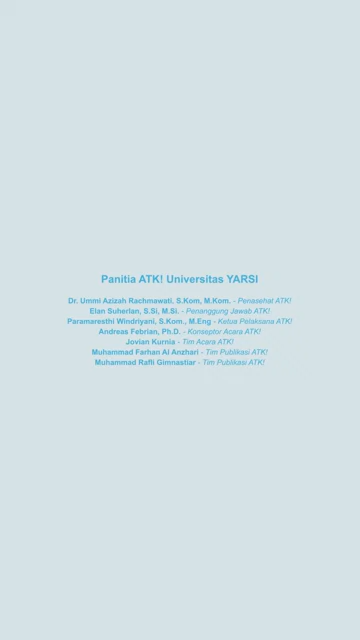 Panitia ATK! Universitas YARSI
Dr. Ummi Azizah Rachmawati, S.Kom, M.Kom. - Penasehat ATK!
Elan Suherlan, S.Si, M.Si. - Penanggung Jawab ATK!
Paramaresthi Windriyani, S.Kom., M.Eng - Ketua Pelaksana ATK!
Andreas Febrian, Ph.D. - Konseptor Acara ATK!
Jovian Kurnia - Tim Acara ATK!
Muhammad Farhan Al Anzhari - Tim Publikasi ATK!
Muhammad Rafli Gimnastiar - Tim Publikasi ATK!